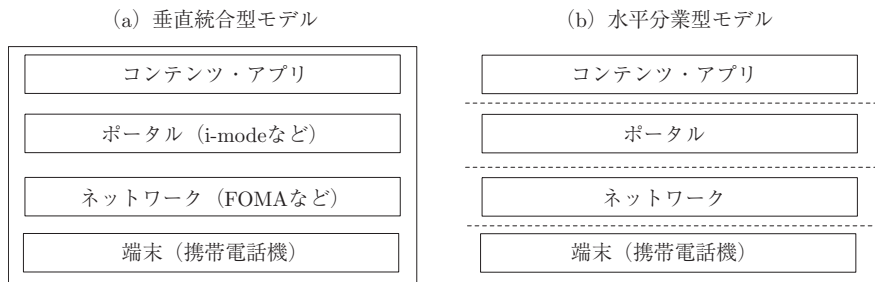 (a) 垂直統合型モデル
コンテンツ・アプリ
ポータル（i-modeなど）
ネットワーク（FOMAなど）
端末（携帯電話機）
(b) 水平分業型モデル
コンテンツ・アプリ
ポータル
ネットワーク
端末（携帯電話機）